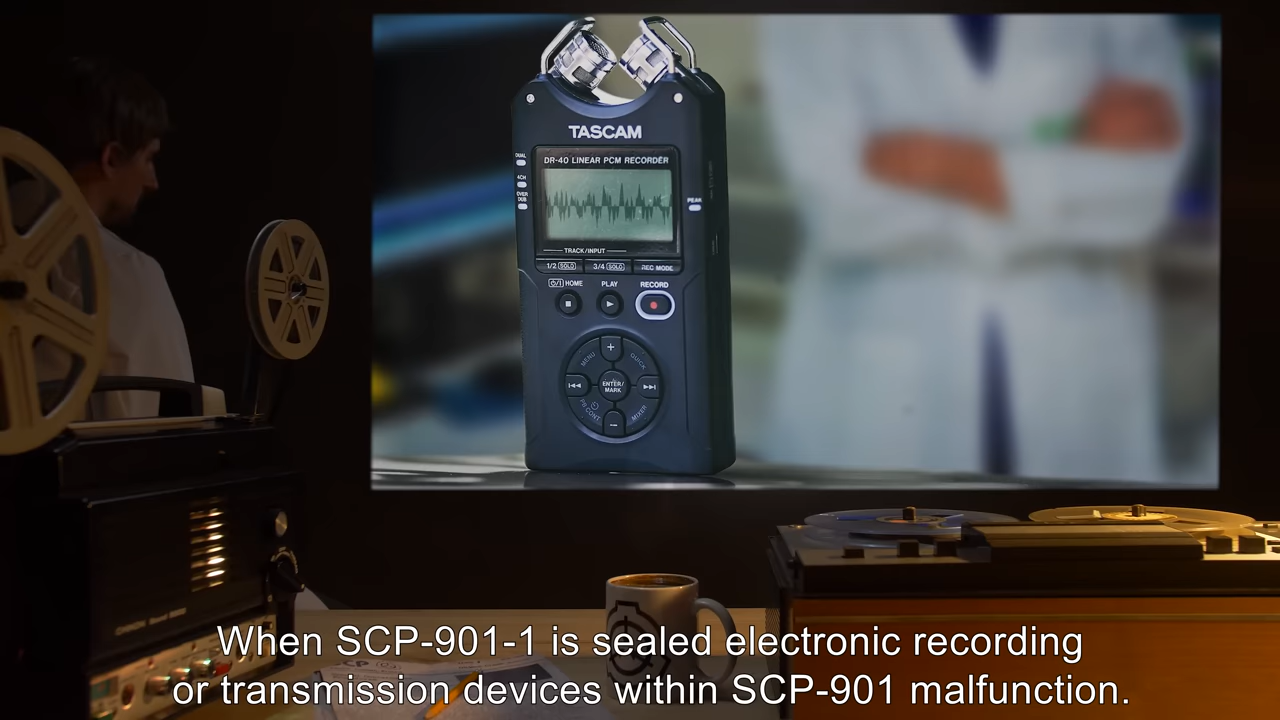 TASCAM
DR-40 LINEAR PCM RECORDER
DUAL
4CH
OVER DUB
PEAK
TRACK/INPUT
1/2 SOLO 3/4 SOLO REC MODE
HOME PLAY RECORD
MENU + QUICK
ENTER/
MARK
PB CONT - MIXER
When SCP-901-1 is sealed electronic recording
or transmission devices within SCP-901 malfunction.